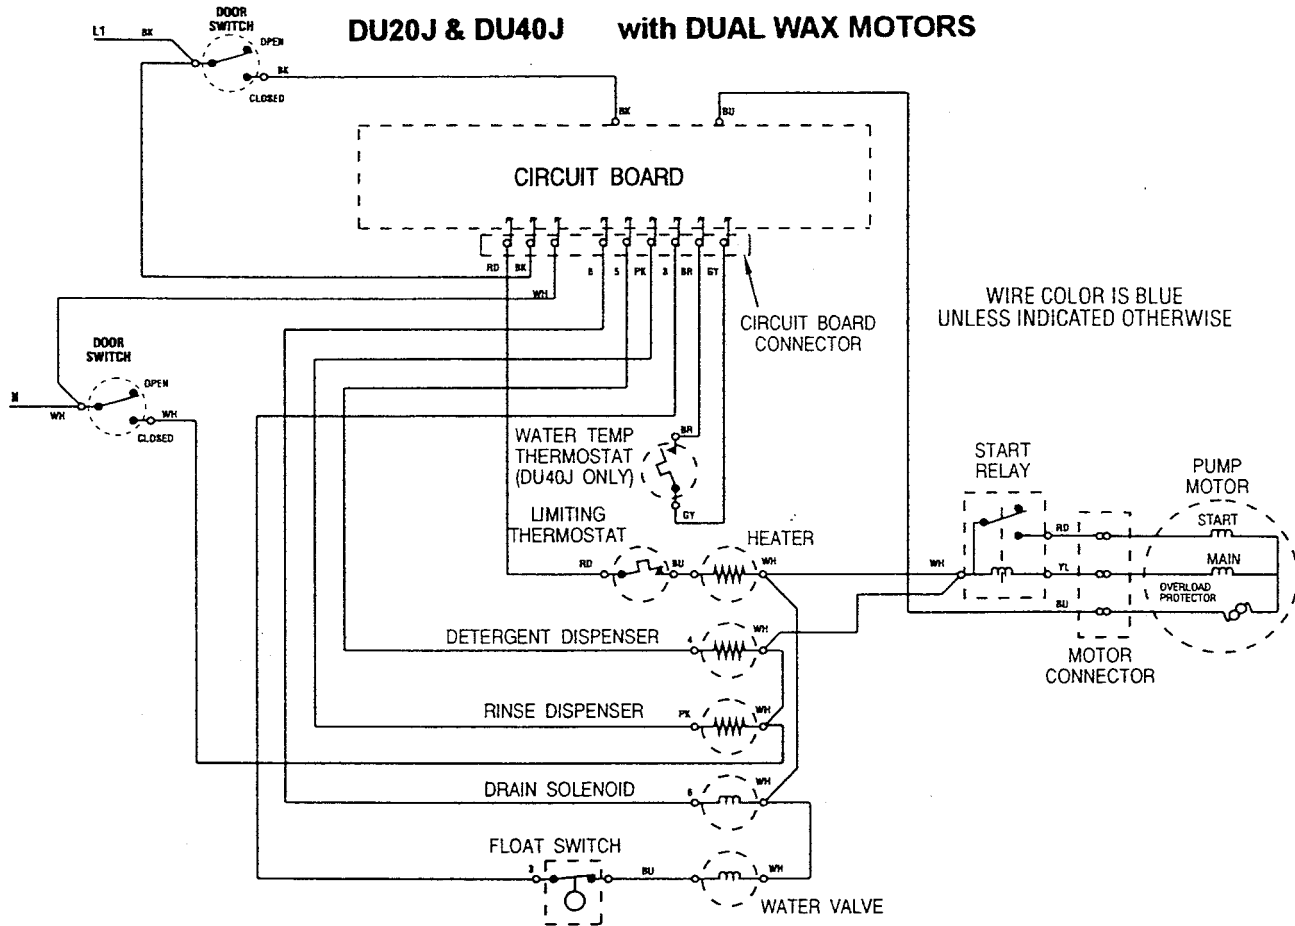 DU20J & DU40J with DUAL WAX MOTORS
DOOR
SWITCH
L1 BK
OPEN
BK
CLOSED
BK BU
CIRCUIT BOARD
RD BK 5 PK BR GY
WH
CIRCUIT BOARD
CONNECTOR
WIRE COLOR IS BLUE
UNLESS INDICATED OTHERWISE
DOOR
SWITCH
OPEN
N
WH WH
CLOSED
WATER TEMP
THERMOSTAT
(DU40J ONLY)
BR
GY
START
RELAY
PUMP
MOTOR
LIMITING
THERMOSTAT
HEATER
RD START
RD BU WH WH YL MAIN
OVERLOAD
PROTECTOR
BU
MOTOR
CONNECTOR
DETERGENT DISPENSER 4 WH
RINSE DISPENSER PK WH
DRAIN SOLENOID WH
FLOAT SWITCH
BU WH
WATER VALVE